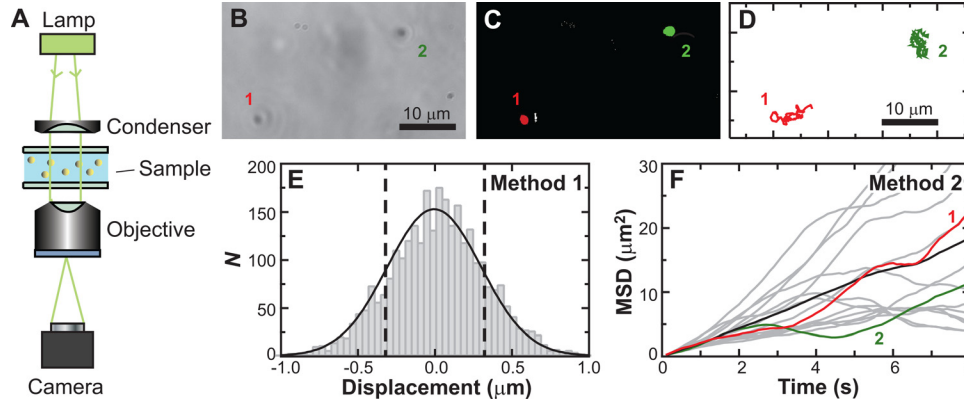 A
Lamp
Condenser
Sample
Objective
Camera
B
1
2
10 μm
C
1
2
D
1
2
10 μm
E
Method 1
N
200
150
100
50
0
-1.0 -0.5 0.0 0.5 1.0
Displacement (μm)
F
Method 2
MSD (μm²)
30
20
10
0
0 2 4 6
Time (s)
1
2